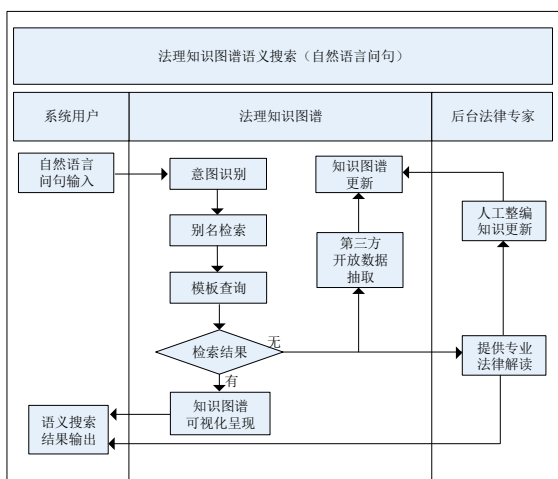 法理知识图谱语义搜索（自然语言问句）
系统用户
法理知识图谱
后台法律专家
自然语言
问句输入
意图识别
知识图谱
更新
人工整编
知识更新
别名检索
第三方
开放数据
抽取
模板查询
检索结果
无
提供专业
法律解读
有
知识图谱
可视化呈现
语义搜索
结果输出